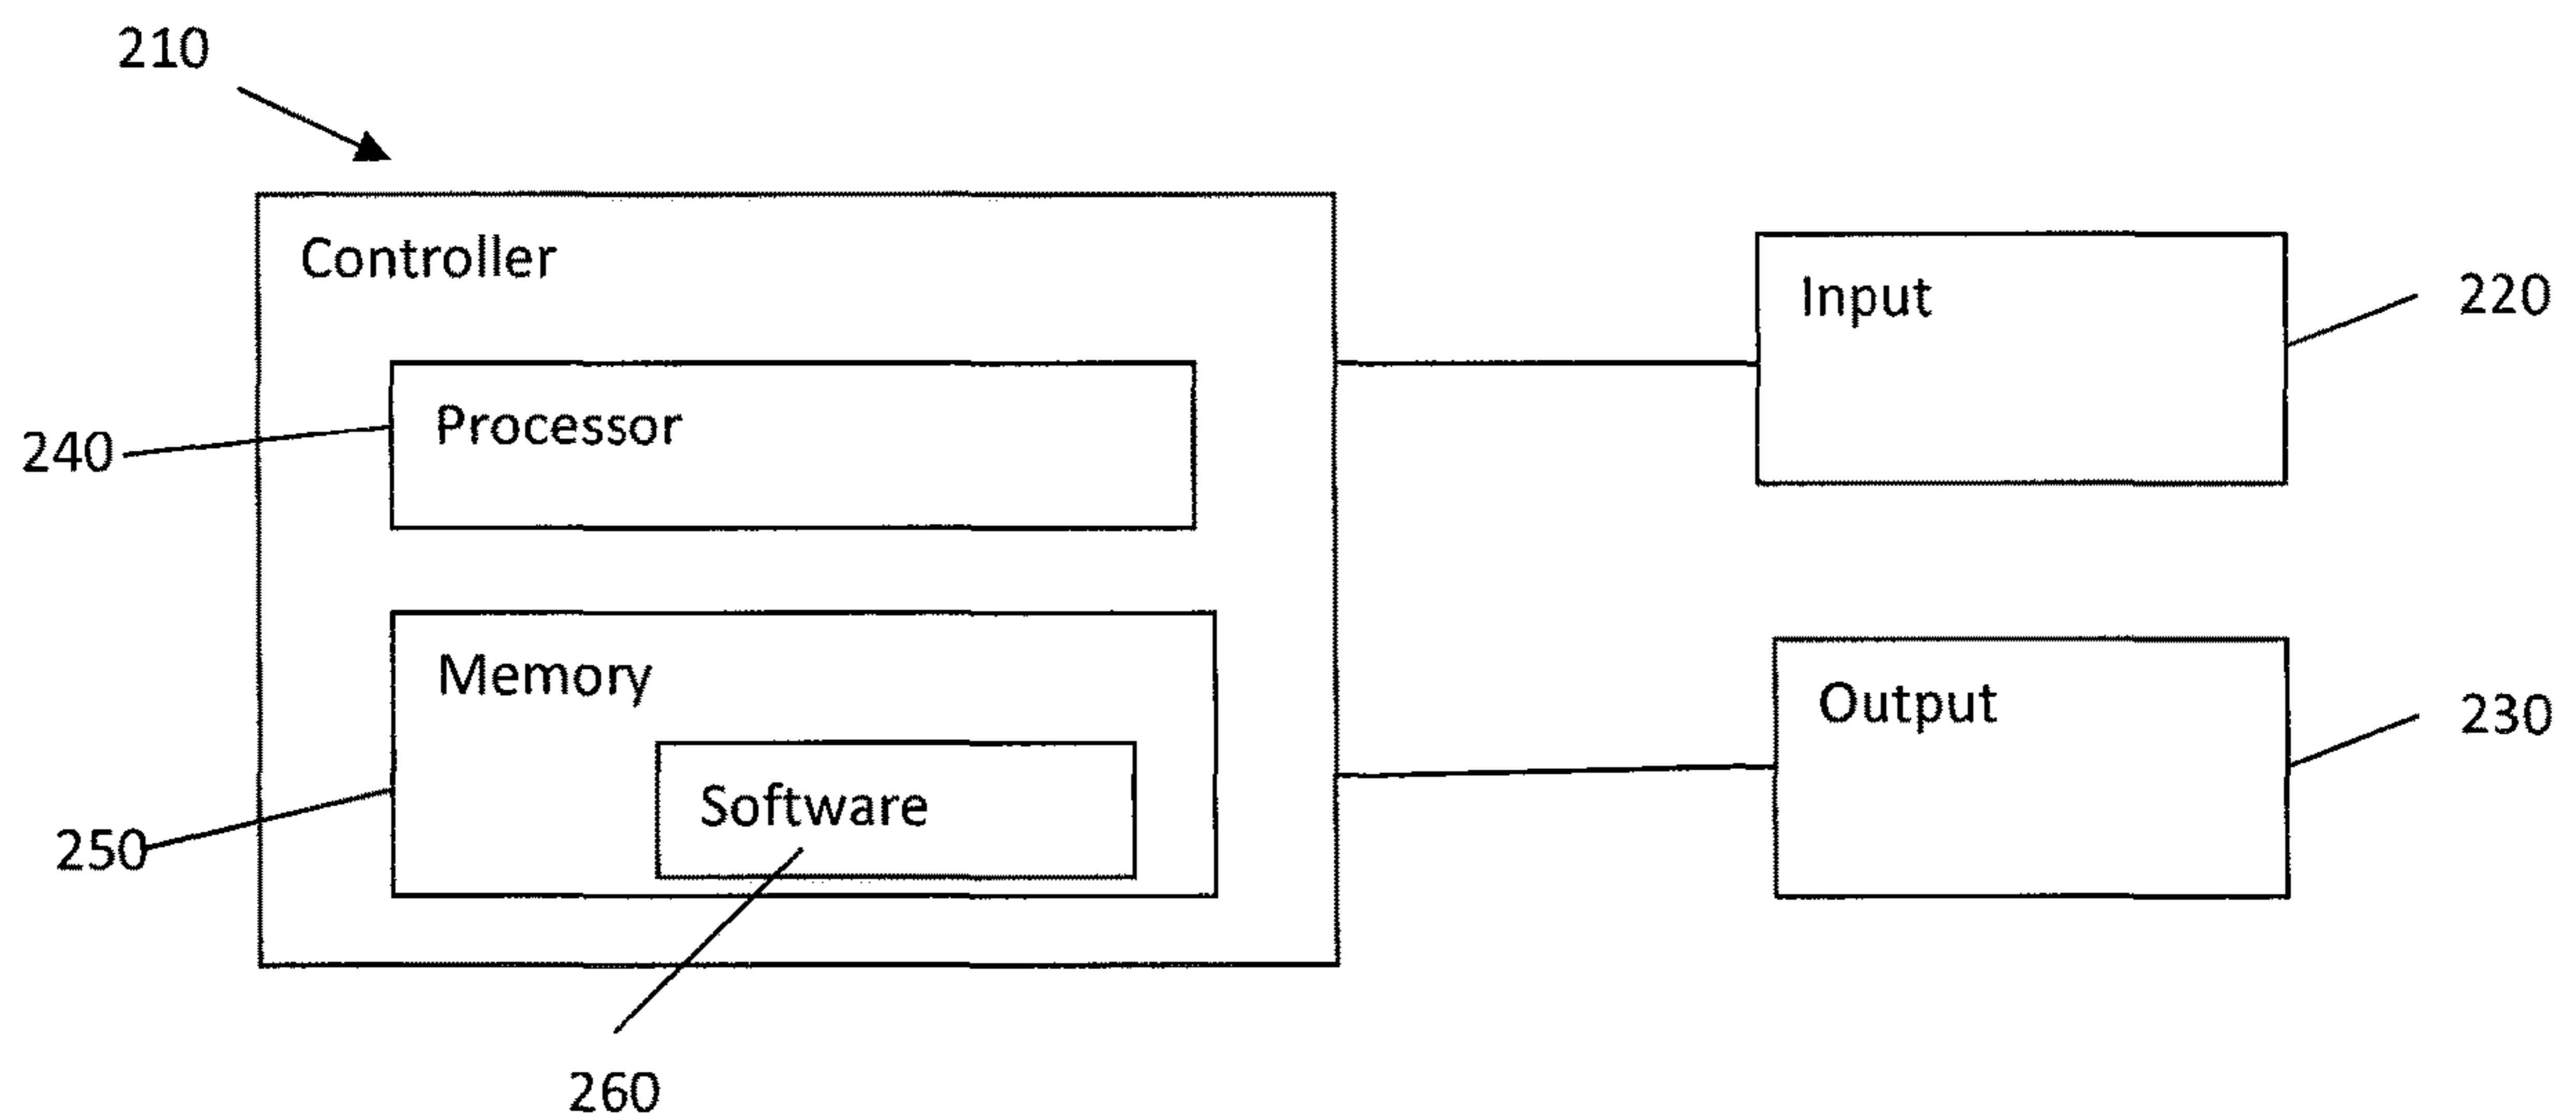 210
Controller
Input
220
Processor
240
Memory
Output
230
Software
250
260